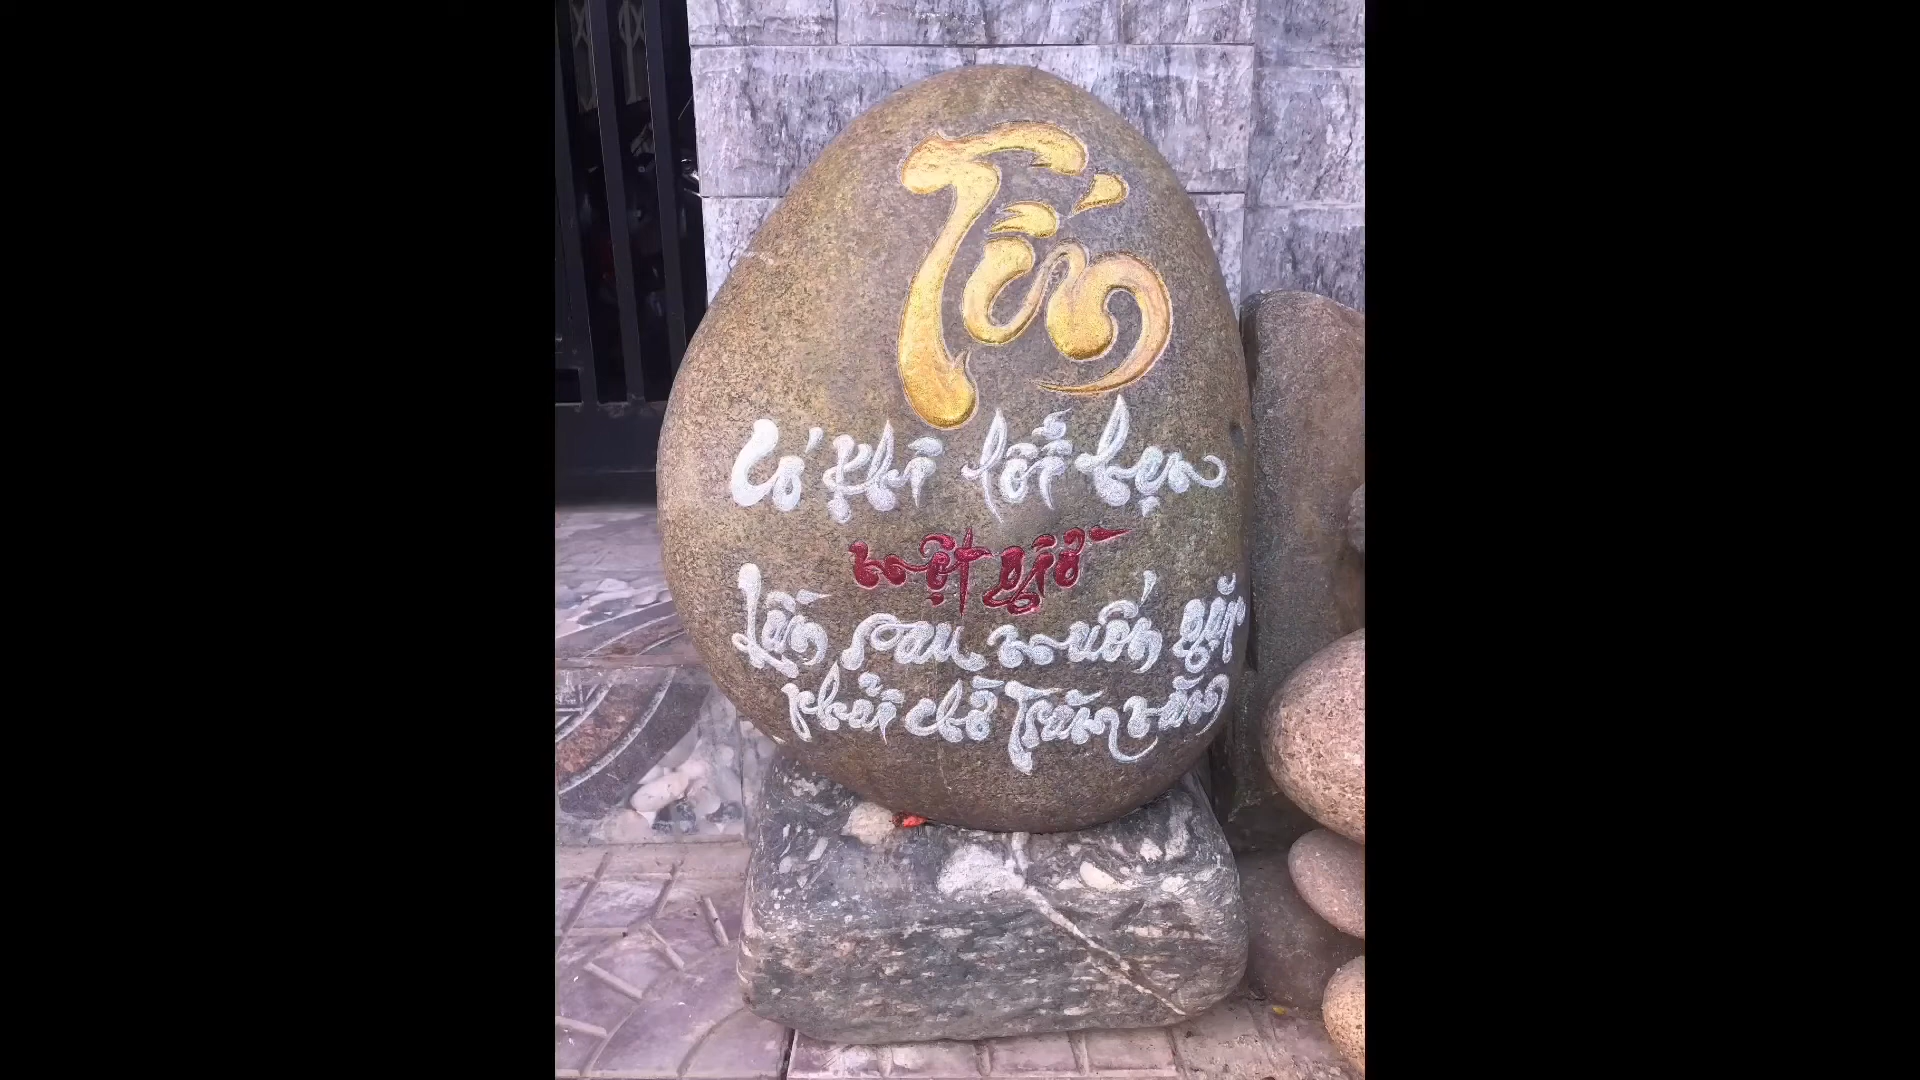 Tín
Có khi lỗi hẹn
một giờ
Lần sau muốn gặp
phải chờ Trăm năm